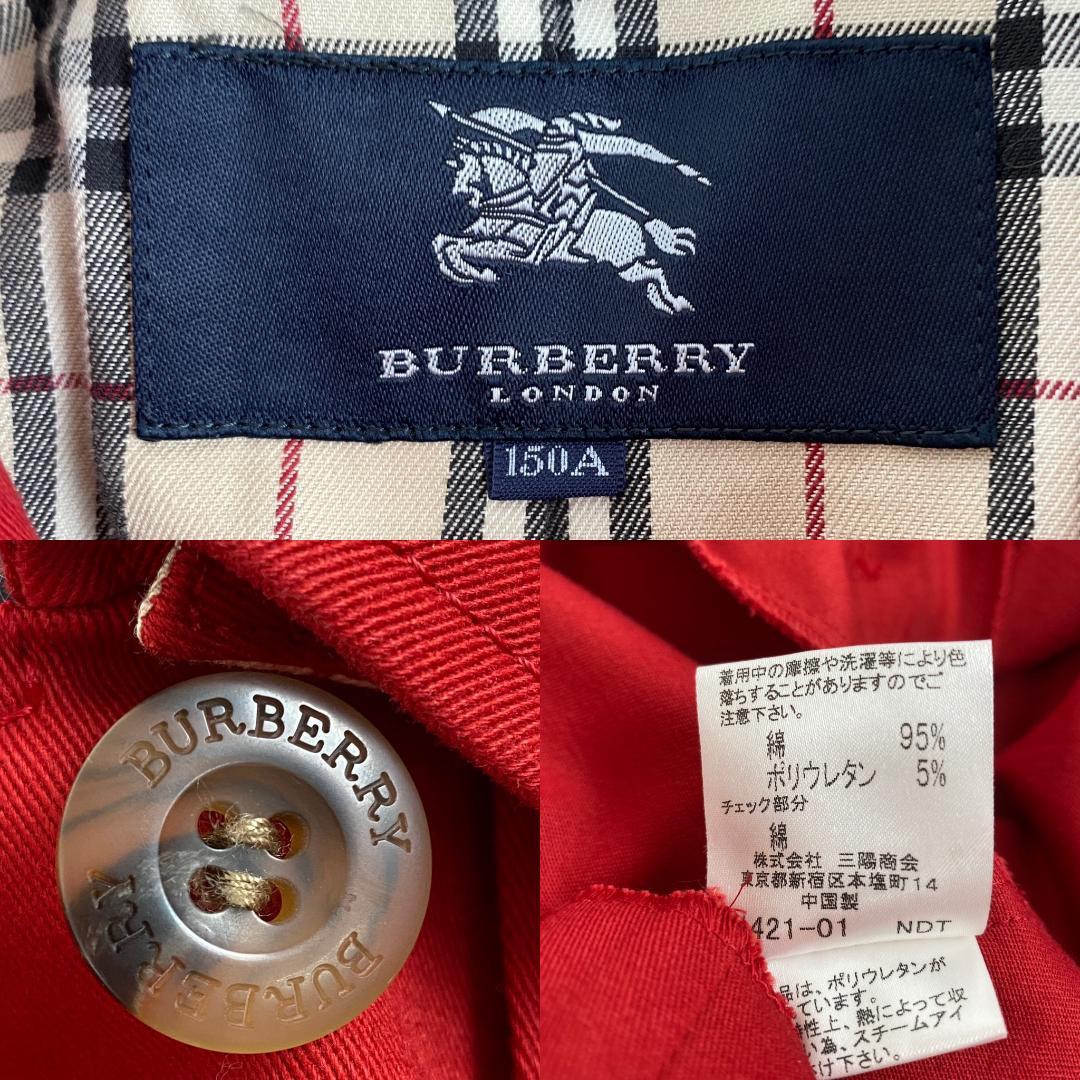 BURBERRY
LONDON
150A
BURBERRY
BURBERRY
着用中の摩擦や洗濯等により色
落ちすることがありますのでご
注意下さい。
綿 95%
ポリウレタン 5%
チェック部分
綿
株式会社 三陽商会
東京都新宿区本塩町14
中国製
421-01 NDT
品は、ポリウレタンが
ています。
特性上、熱によって収
い為、スチームアイ
け下さい。